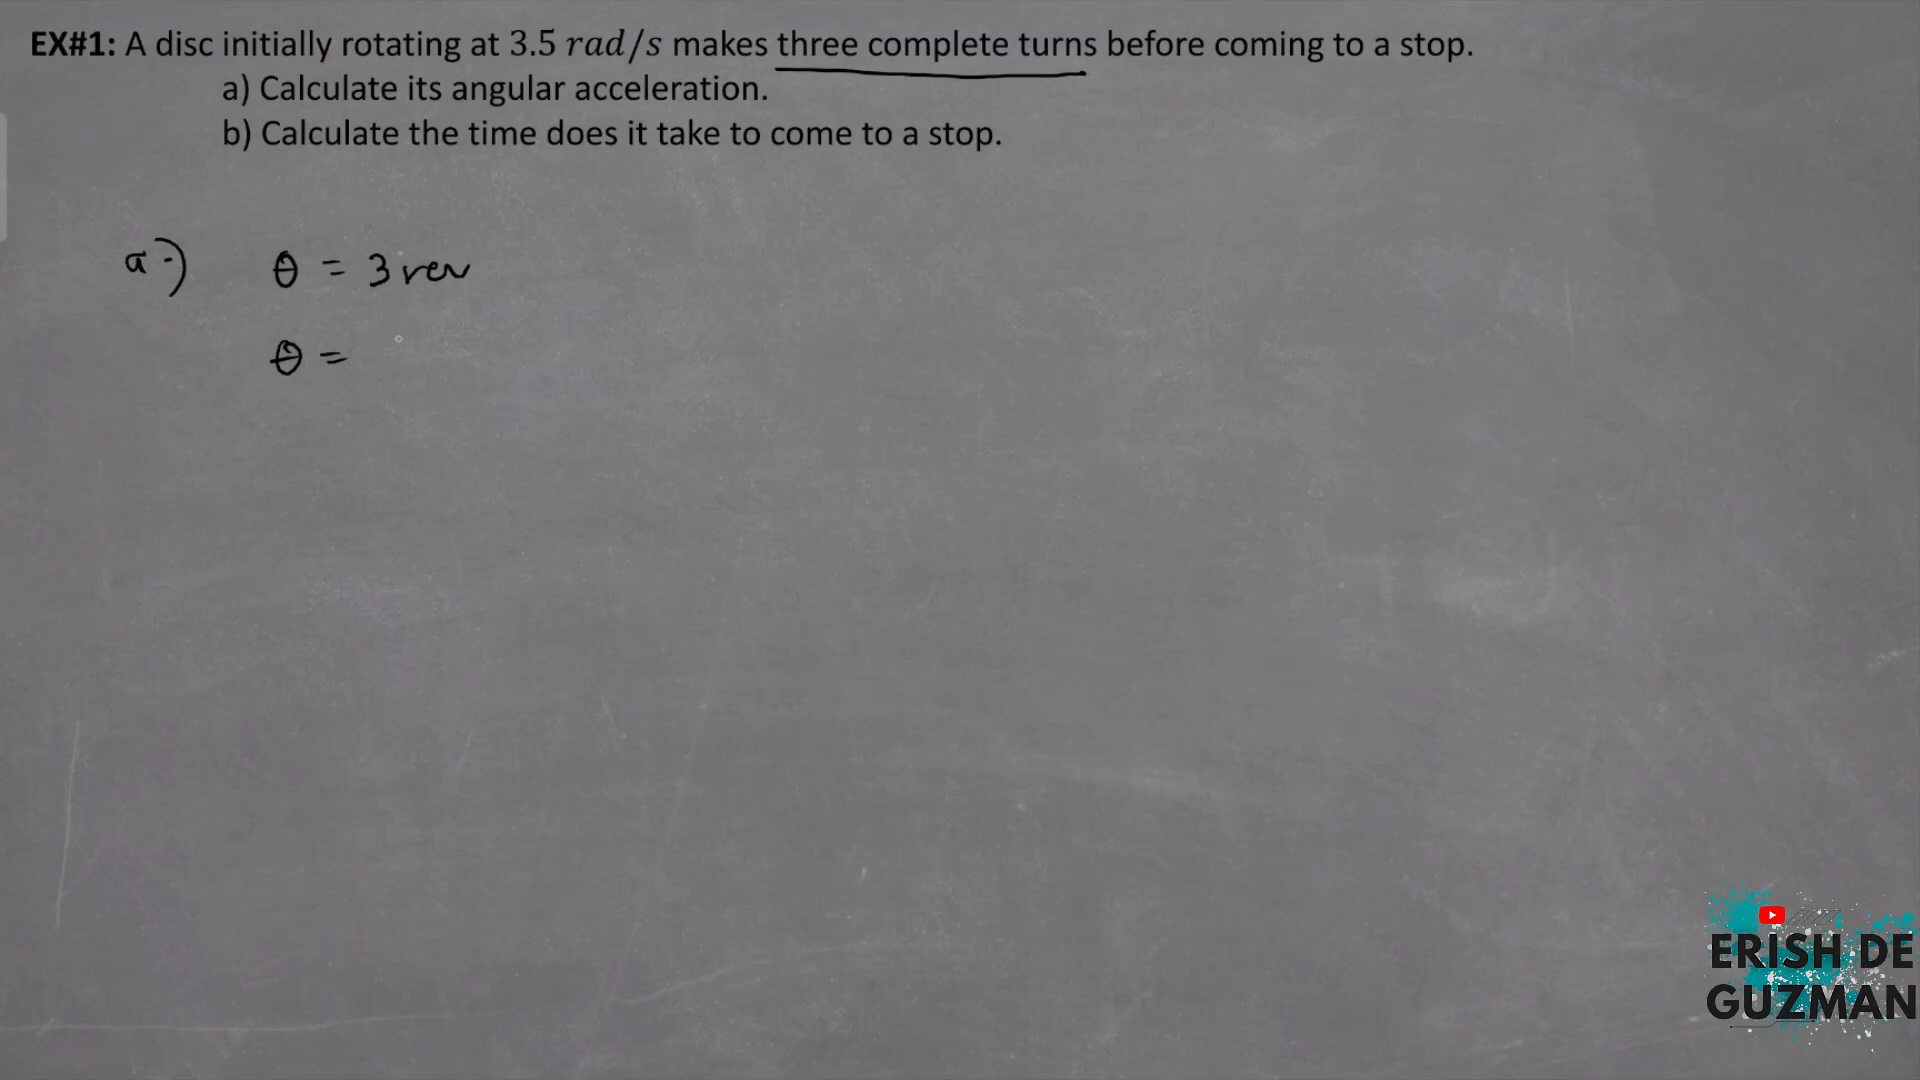 EX#1: A disc initially rotating at 3.5 rad/s makes three complete turns before coming to a stop.
a) Calculate its angular acceleration.
b) Calculate the time does it take to come to a stop.
a-) θ = 3 rev
θ =
ERISH DE
GUZMAN